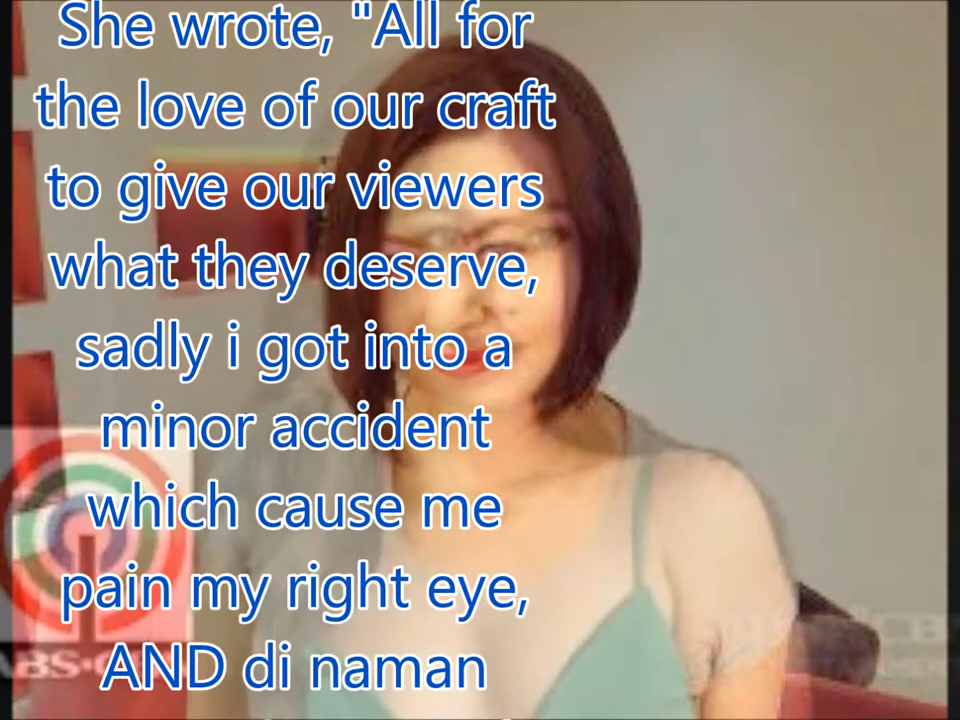 She wrote, "All for
the love of our craft
to give our viewers
what they deserve,
sadly i got into a
minor accident
which cause me
pain my right eye,
AND di naman